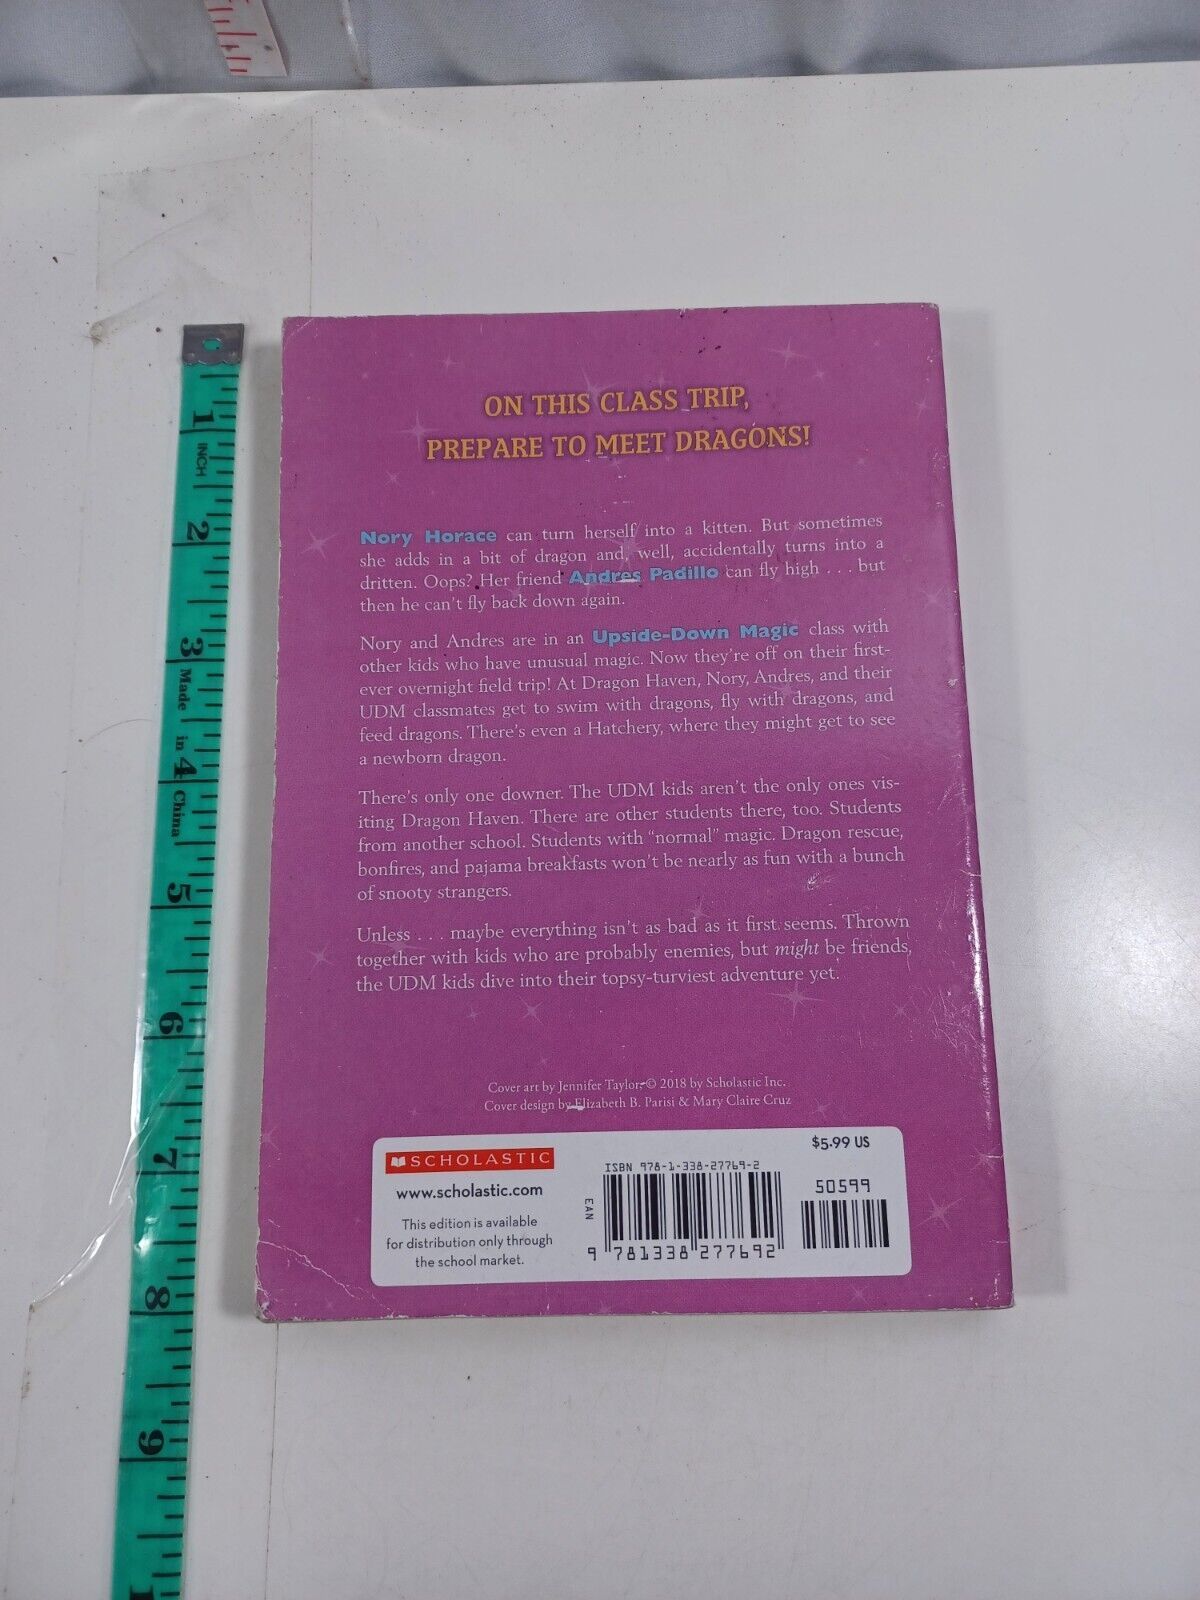 ON THIS CLASS TRIP,
PREPARE TO MEET DRAGONS!
Nory Horace can turn herself into a kitten. But sometimes
she adds in a bit of dragon and, well, accidentally turns into a
dritten. Oops? Her friend Andres Padillo can fly high . . . but
then he can't fly back down again.
Nory and Andres are in an Upside-Down Magic class with
other kids who have unusual magic. Now they're off on their first-
ever overnight field trip! At Dragon Haven, Nory, Andres, and their
UDM classmates get to swim with dragons, fly with dragons, and
feed dragons. There's even a Hatchery, where they might get to see
a newborn dragon.
There's only one downer. The UDM kids aren't the only ones vis-
iting Dragon Haven. There are other students there, too. Students
from another school. Students with "normal" magic. Dragon rescue,
bonfires, and pajama breakfasts won't be nearly as fun with a bunch
of snooty strangers.
Unless . . . maybe everything isn't as bad as it first seems. Thrown
together with kids who are probably enemies, but might be friends,
the UDM kids dive into their topsy-turviest adventure yet.
Cover art by Jennifer Taylor, © 2018 by Scholastic Inc.
Cover design by Elizabeth B. Parisi & Mary Claire Cruz
SCHOLASTIC
www.scholastic.com
This edition is available
for distribution only through
the school market.
$5.99 US
ISBN 978-1-338-27769-2
50599
EAN
9 781338 277692
1
INCH
2
3
Made in China
4
5
6
7
8
9
1